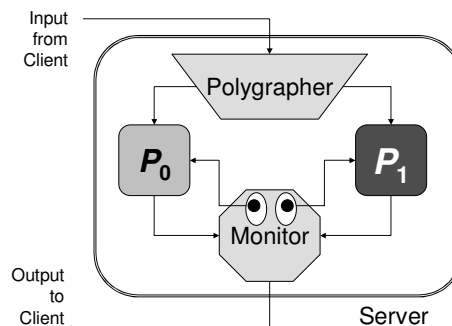 Input
from
Client
Polygrapher
P0
P1
Monitor
Output
to
Client
Server